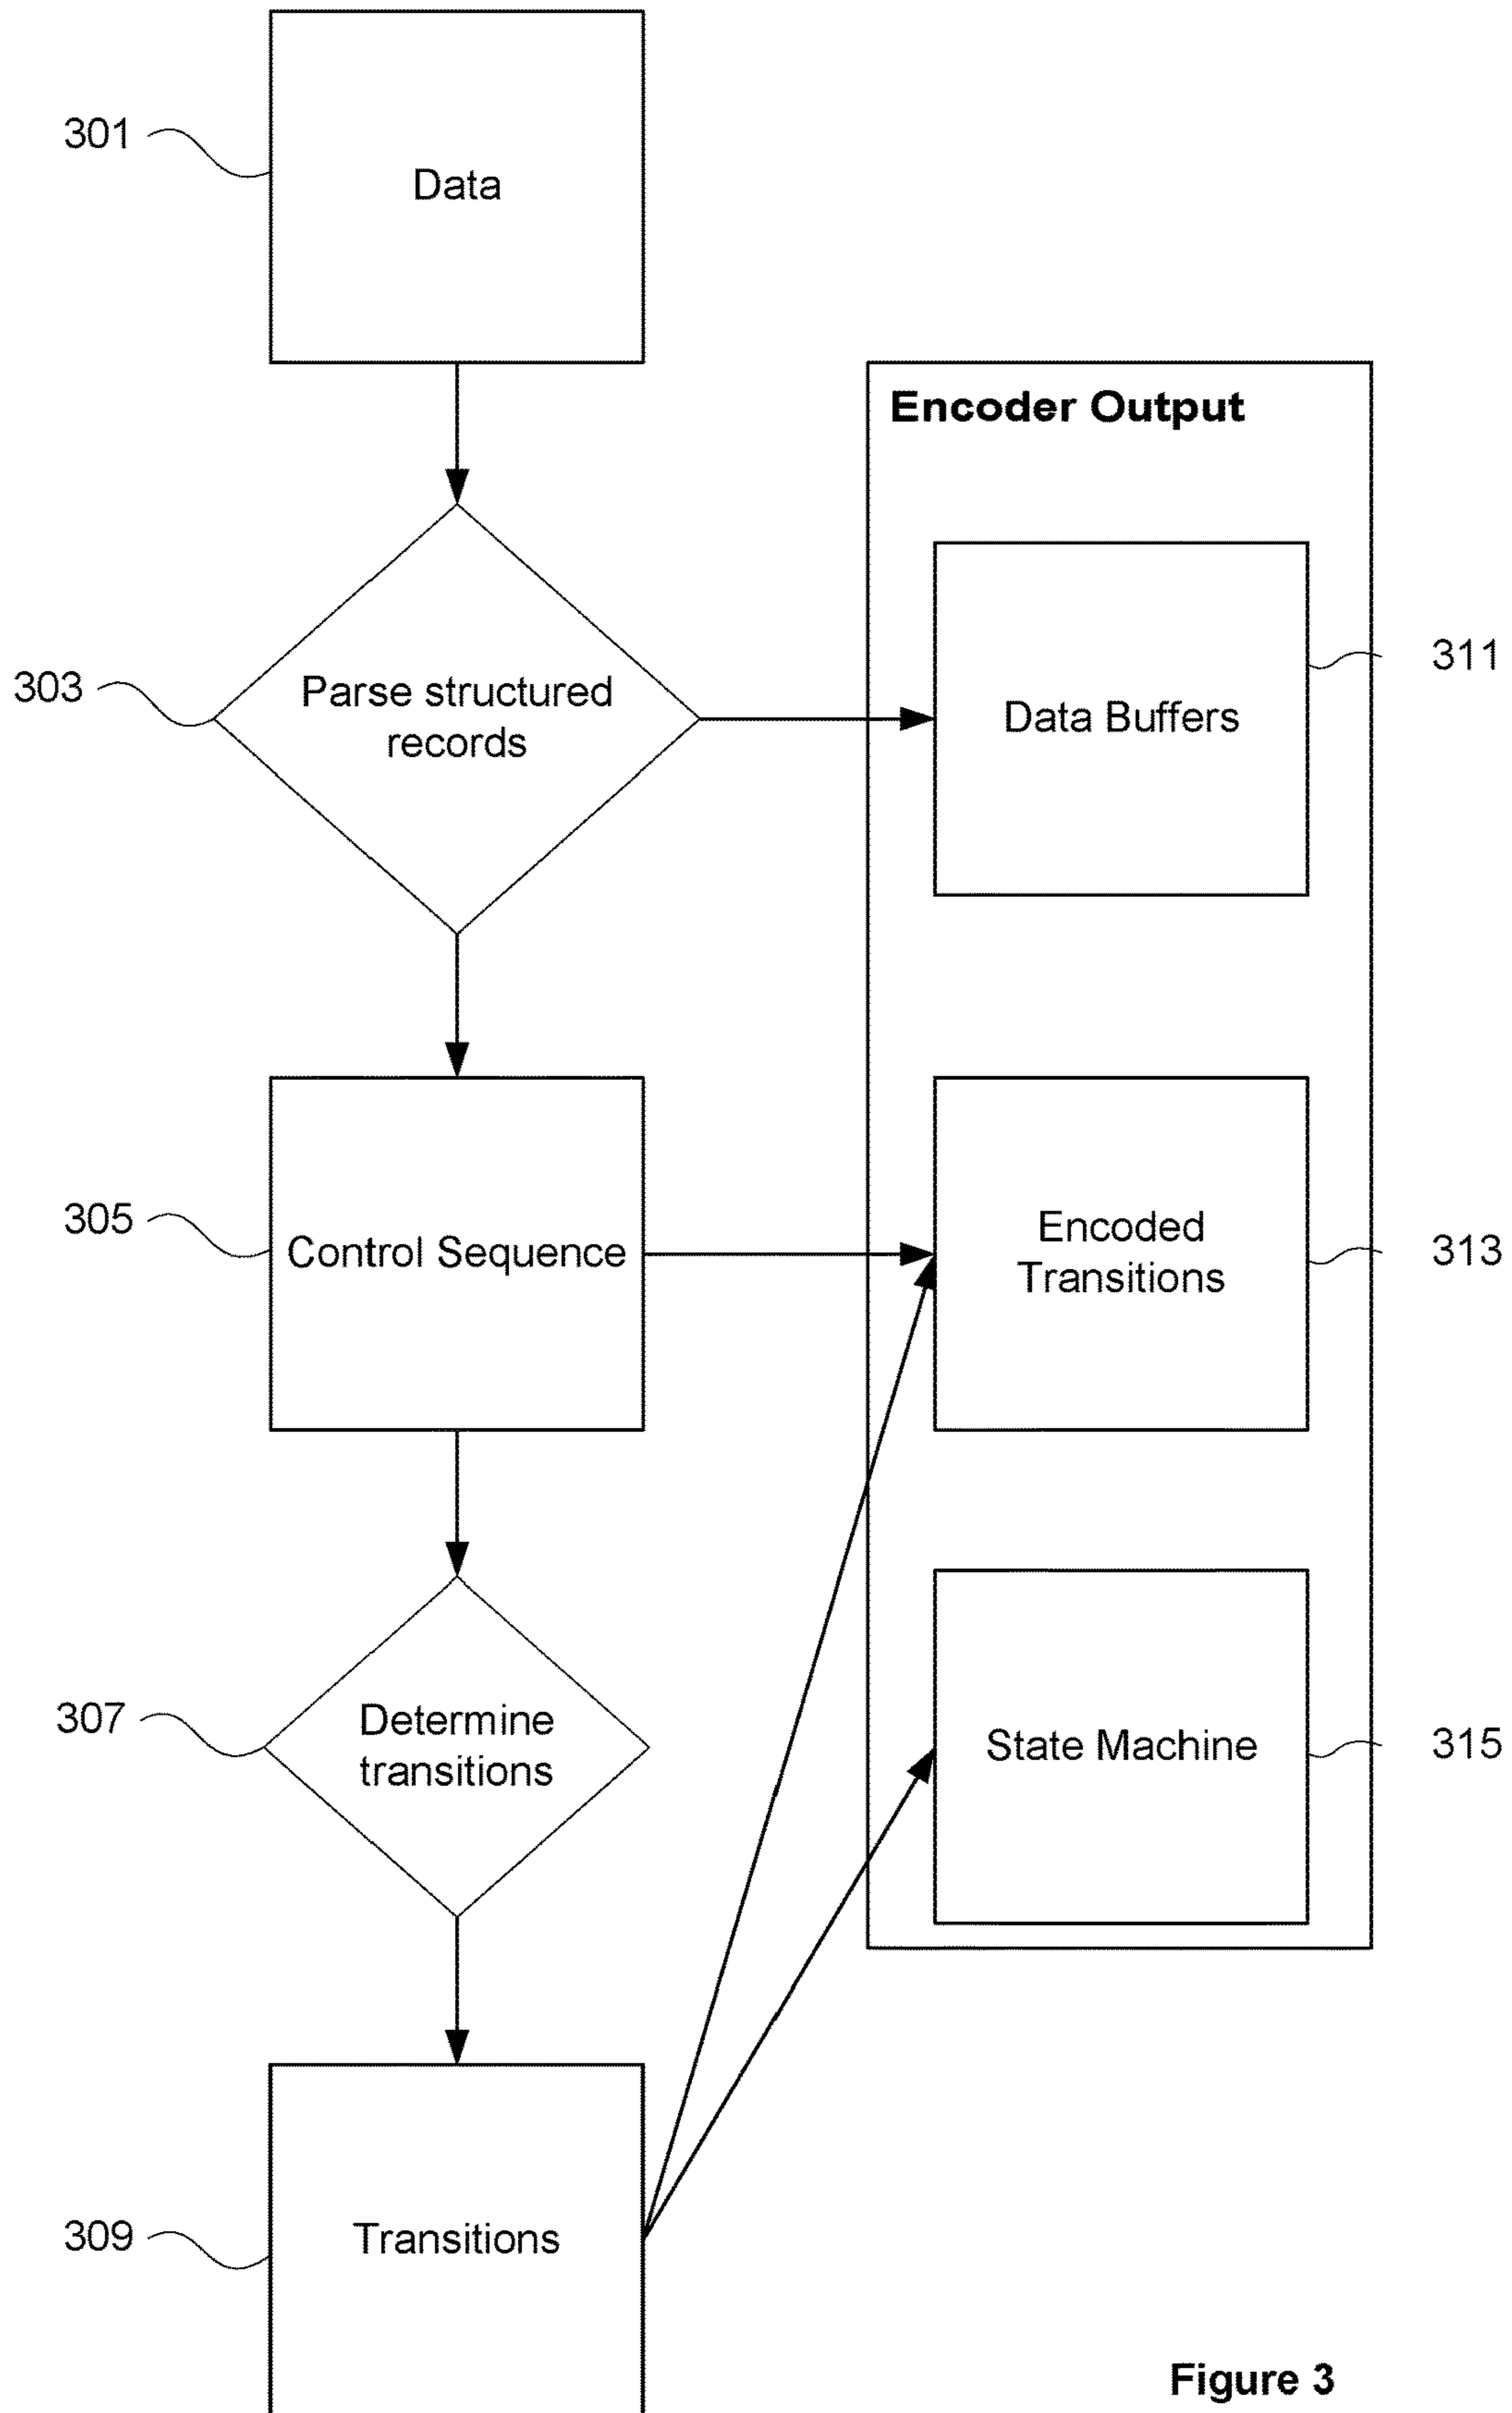 301
Data
Encoder Output
303
Parse structured
records
Data Buffers
311
305
Control Sequence
Encoded
Transitions
313
307
Determine
transitions
State Machine
315
309
Transitions
Figure 3